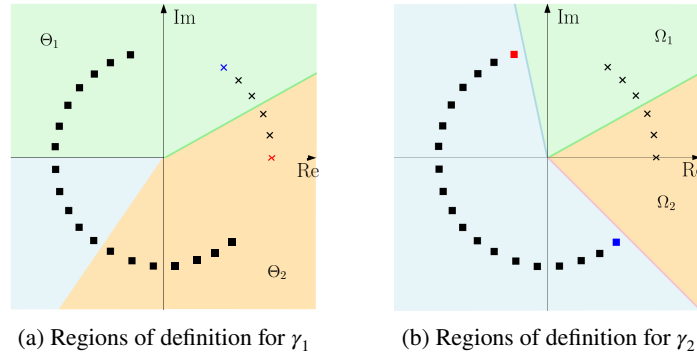 Im
Θ1
Re
Θ2
(a) Regions of definition for γ1
Im
Ω1
Re
Ω2
(b) Regions of definition for γ2